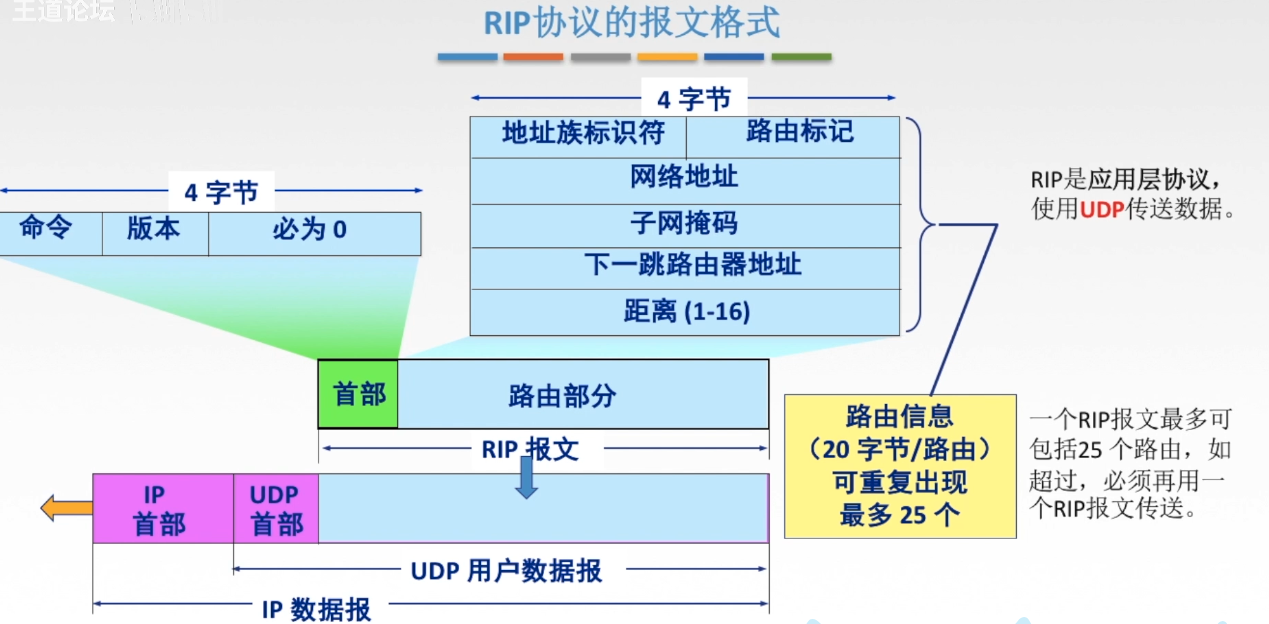 王道论坛
RIP协议的报文格式
4 字节
地址族标识符 路由标记
网络地址
子网掩码
下一跳路由器地址
距离 (1-16)
4 字节
命令 版本 必为 0
RIP是应用层协议，
使用UDP传送数据。
首部 路由部分
RIP 报文
路由信息
（20 字节/路由）
可重复出现
最多 25 个
一个RIP报文最多可
包括25 个路由，如
超过，必须再用一
个RIP报文传送。
IP
首部
UDP
首部
UDP 用户数据报
IP 数据报